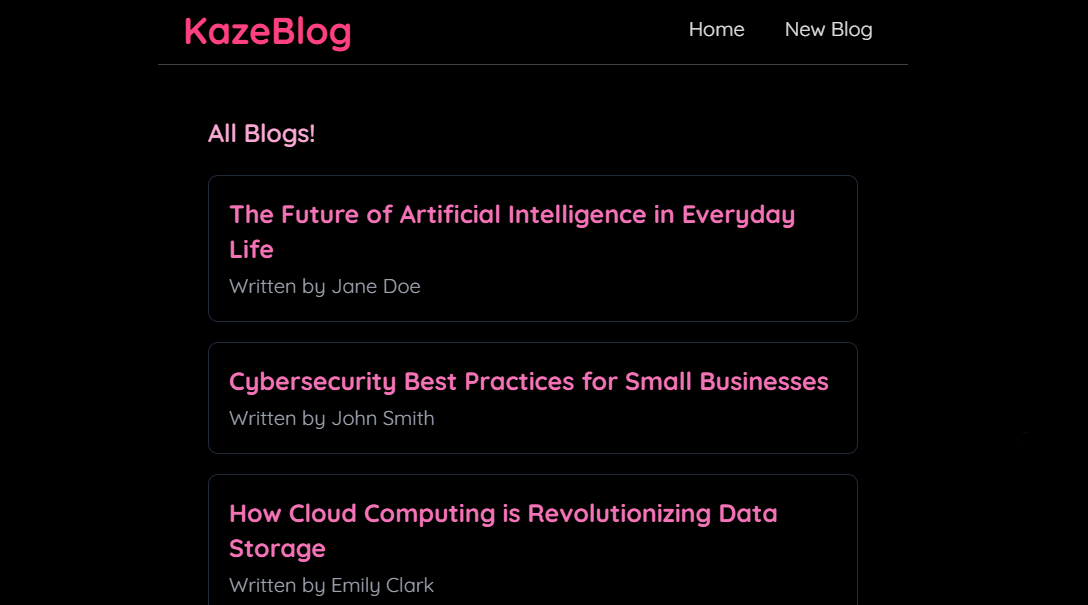 KazeBlog
Home
New Blog
All Blogs!
The Future of Artificial Intelligence in Everyday
Life
Written by Jane Doe
Cybersecurity Best Practices for Small Businesses
Written by John Smith
How Cloud Computing is Revolutionizing Data
Storage
Written by Emily Clark